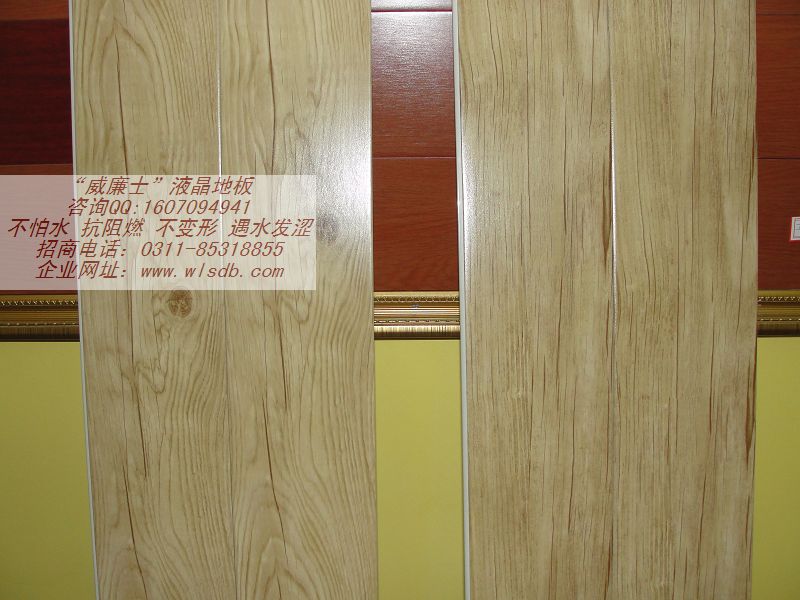 “威廉士”液晶地板
咨询QQ:1607094941
不怕水 抗阻燃 不变形 遇水发涩
招商电话：0311-85318855
企业网址：www.wlsdb.com